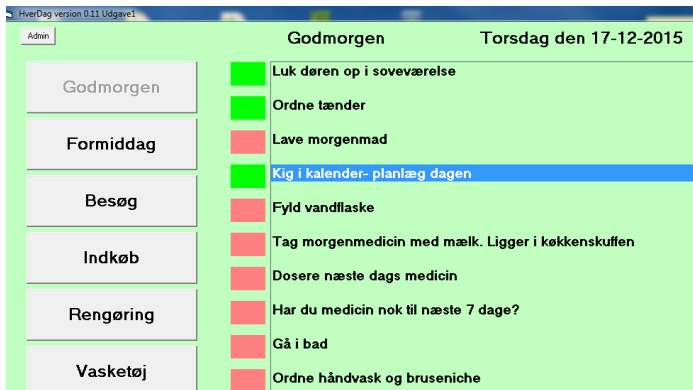 HverDag version 0.11 Udgave1
Admin
Godmorgen
Torsdag den 17-12-2015
Godmorgen
Formiddag
Besøg
Indkøb
Rengøring
Vasketøj
Luk døren op i soveværelse
Ordne tænder
Lave morgenmad
Kig i kalender- planlæg dagen
Fyld vandflaske
Tag morgenmedicin med mælk. Ligger i køkkenskuffen
Dosere næste dags medicin
Har du medicin nok til næste 7 dage?
Gå i bad
Ordne håndvask og bruseniche